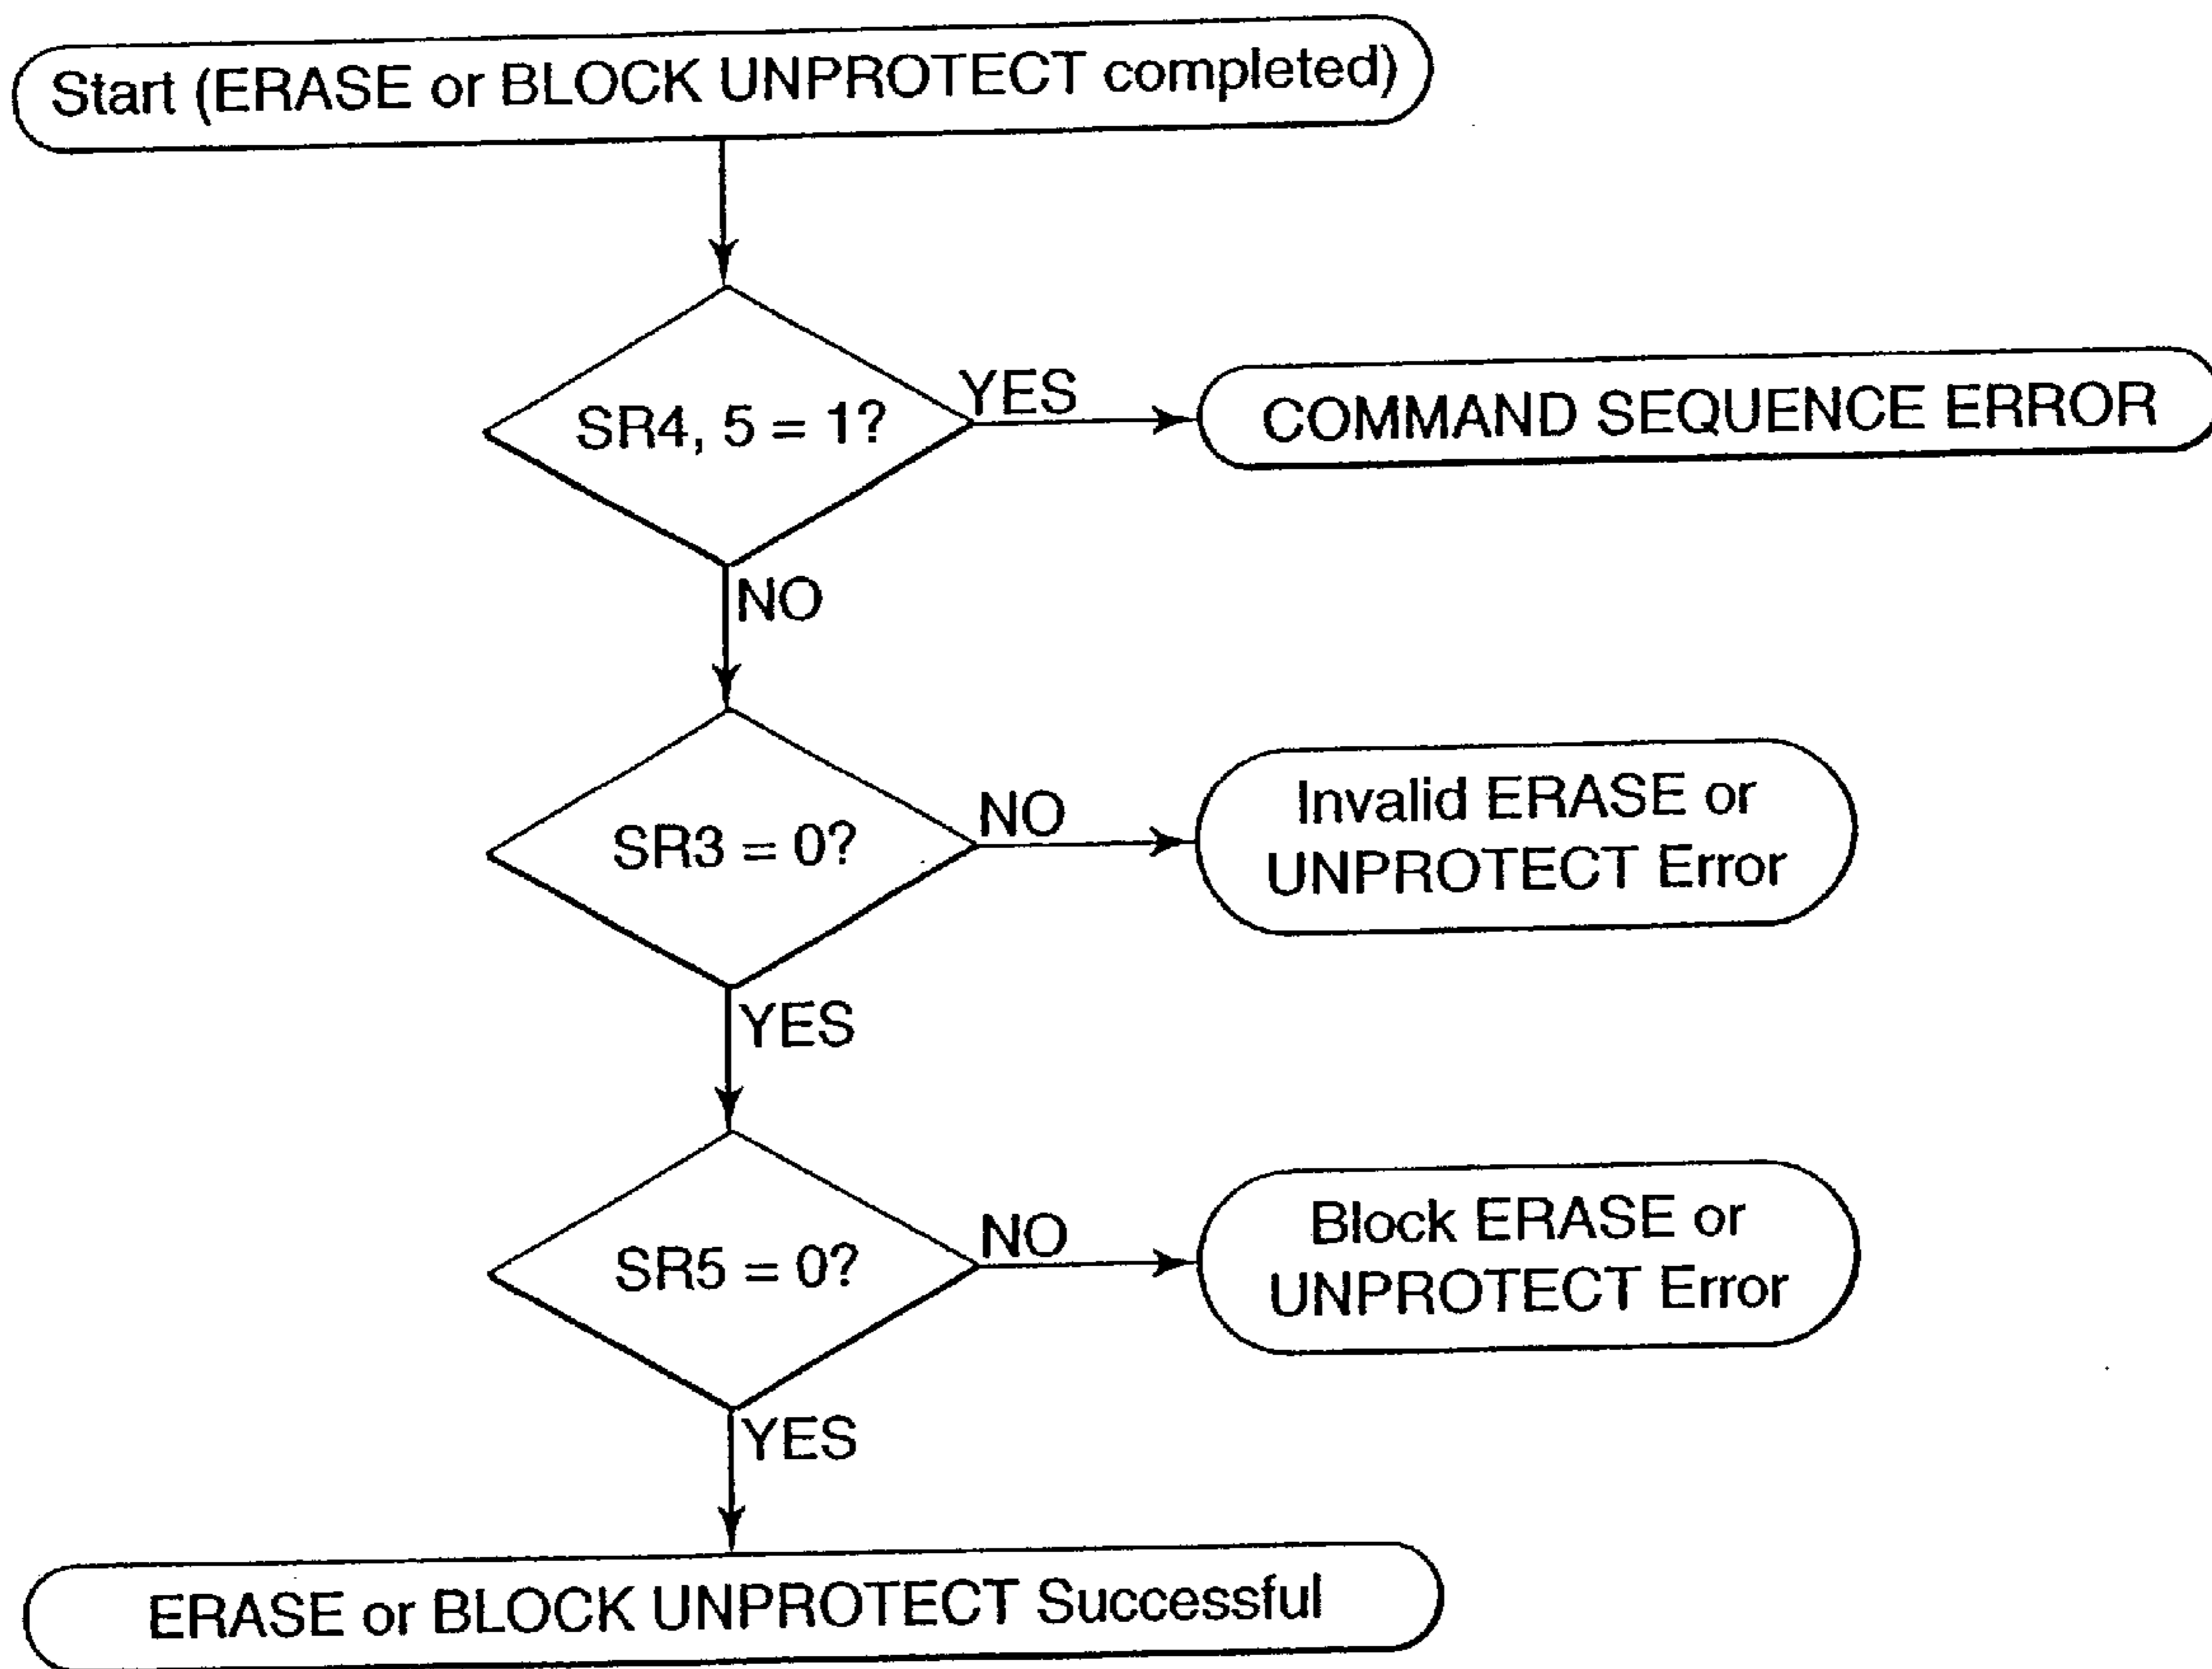 Start (ERASE or BLOCK UNPROTECT completed)
SR4, 5 = 1?
YES
COMMAND SEQUENCE ERROR
NO
SR3 = 0?
NO
Invalid ERASE or
UNPROTECT Error
YES
SR5 = 0?
NO
Block ERASE or
UNPROTECT Error
YES
ERASE or BLOCK UNPROTECT Successful